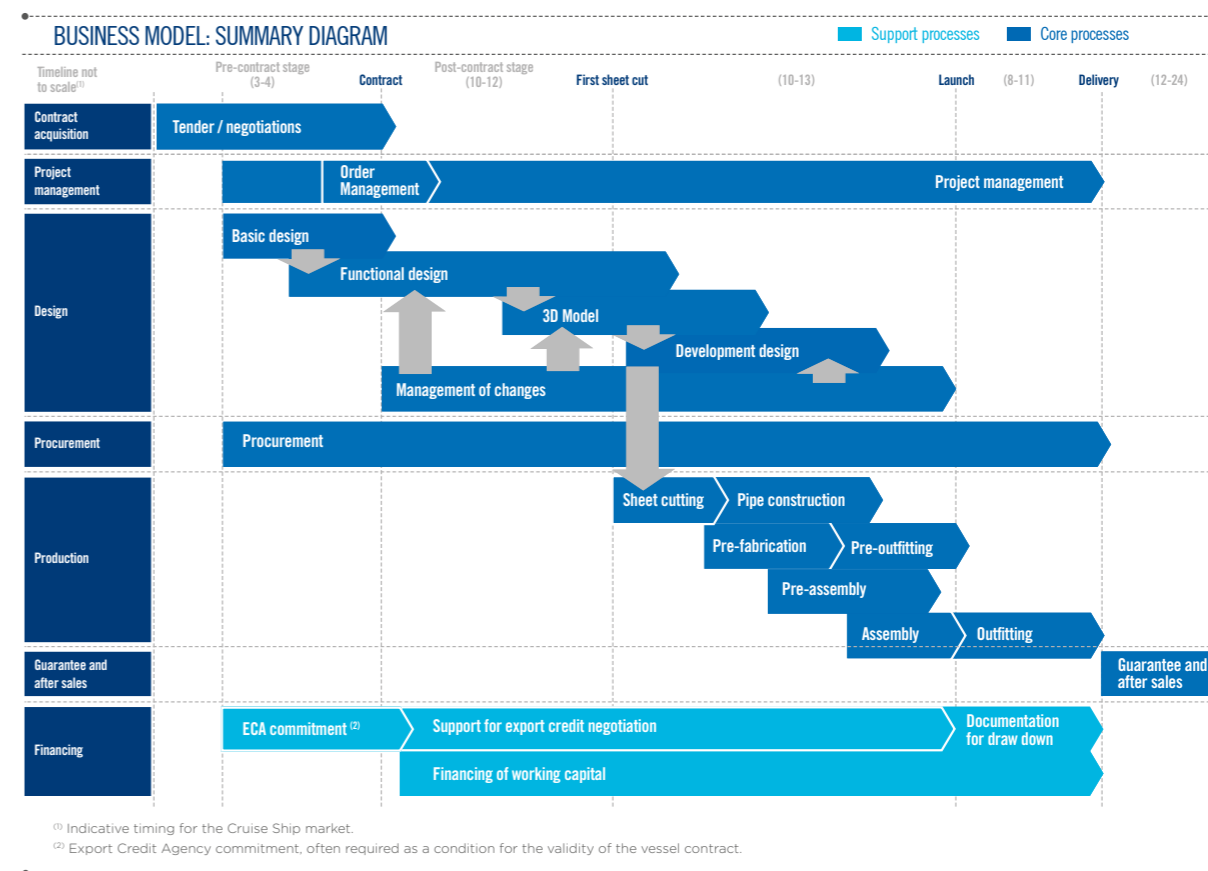 BUSINESS MODEL: SUMMARY DIAGRAM
Support processes
Core processes
Timeline not
to scale(1)
Pre-contract stage
(3-4)
Contract
Post-contract stage
(10-12)
First sheet cut
(10-13)
Launch
(8-11)
Delivery
(12-24)
Contract
acquisition
Tender / negotiations
Project
management
Order
Management
Project management
Design
Basic design
Functional design
3D Model
Development design
Management of changes
Procurement
Procurement
Production
Sheet cutting
Pipe construction
Pre-fabrication
Pre-outfitting
Pre-assembly
Assembly
Outfitting
Guarantee and
after sales
Guarantee and
after sales
Financing
ECA commitment (2)
Support for export credit negotiation
Documentation
for draw down
Financing of working capital
(1) Indicative timing for the Cruise Ship market.
(2) Export Credit Agency commitment, often required as a condition for the validity of the vessel contract.